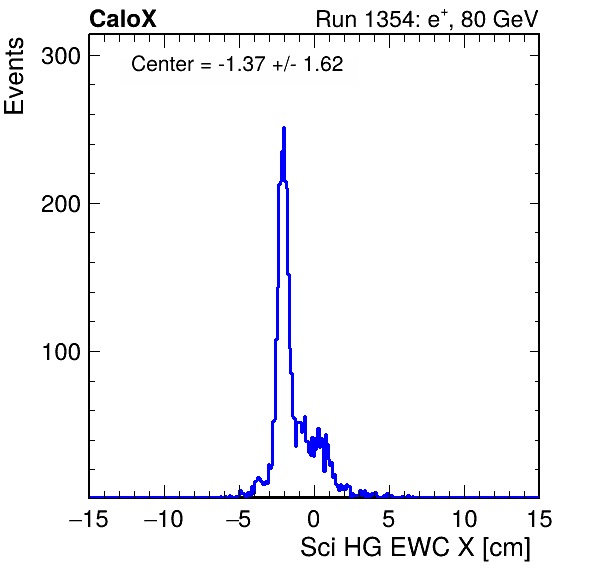 CaloX Run 1354: e⁺, 80 GeV
Center = -1.37 +/- 1.62
Events
300
200
100
−15 −10 −5 0 5 10 15
Sci HG EWC X [cm]